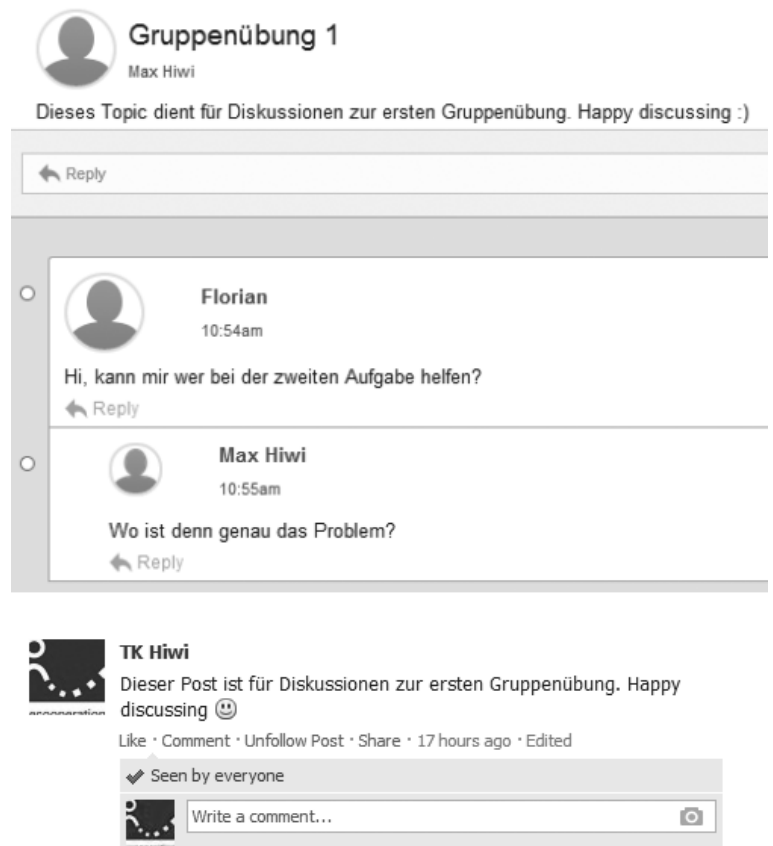 Gruppenübung 1
Max Hiwi
Dieses Topic dient für Diskussionen zur ersten Gruppenübung. Happy discussing :)
Reply
Florian
10:54am
Hi, kann mir wer bei der zweiten Aufgabe helfen?
Reply
Max Hiwi
10:55am
Wo ist denn genau das Problem?
Reply
TK Hiwi
Dieser Post ist für Diskussionen zur ersten Gruppenübung. Happy
discussing
Like · Comment · Unfollow Post · Share · 17 hours ago · Edited
Seen by everyone
Write a comment...